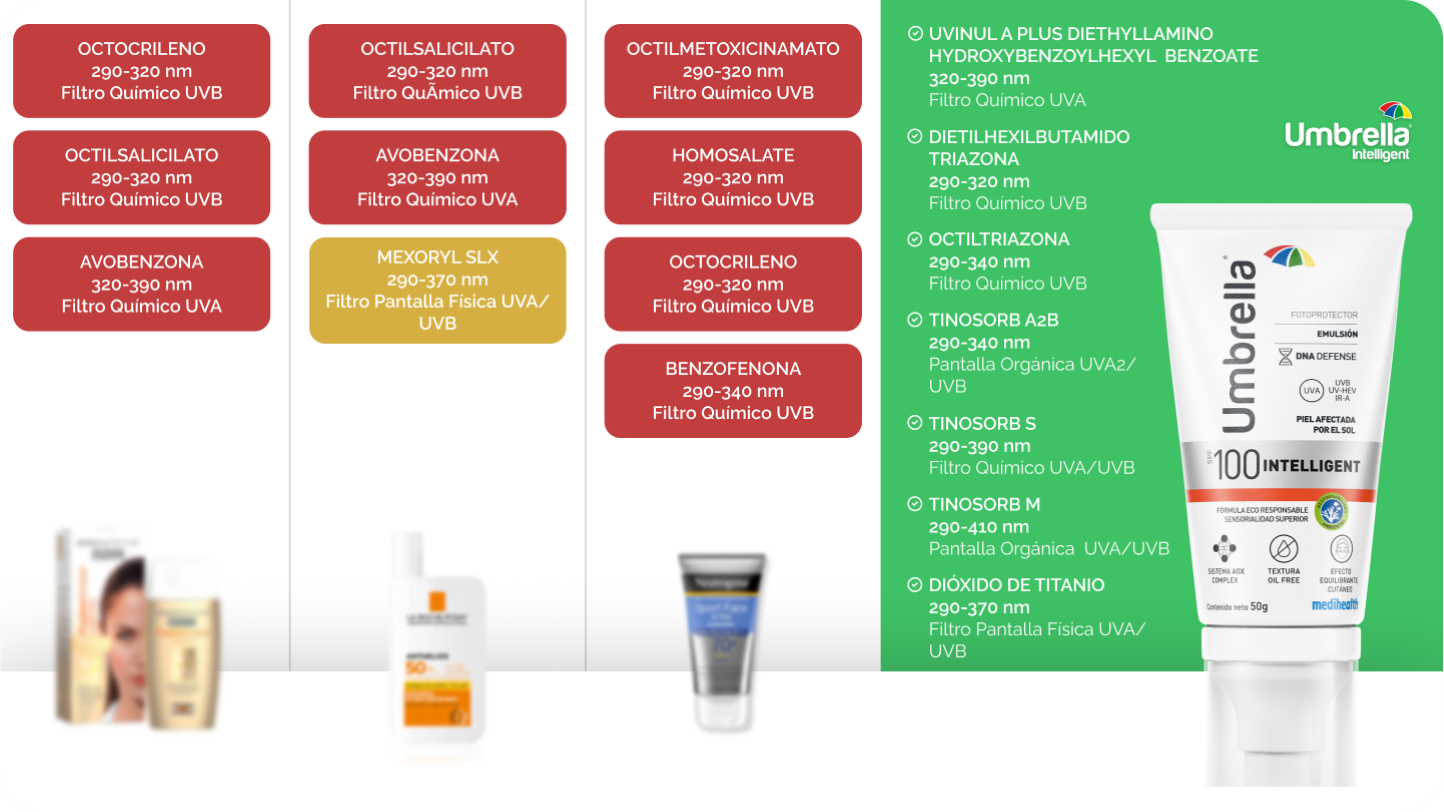 OCTOCRILENO
290-320 nm
Filtro Químico UVB
OCTILSALICILATO
290-320 nm
Filtro Químico UVB
AVOBENZONA
320-390 nm
Filtro Químico UVA
OCTILSALICILATO
290-320 nm
Filtro QuÃmico UVB
AVOBENZONA
320-390 nm
Filtro Químico UVA
MEXORYL SLX
290-370 nm
Filtro Pantalla Física UVA/
UVB
LA ROCHE-POSAY
50+
OCTILMETOXICINAMATO
290-320 nm
Filtro Químico UVB
HOMOSALATE
290-320 nm
Filtro Químico UVB
OCTOCRILENO
290-320 nm
Filtro Químico UVB
BENZOFENONA
290-340 nm
Filtro Químico UVB
Neutrogena
Sport Face
70+
UVINUL A PLUS DIETHYLLAMINO
HYDROXYBENZOYLHEXYL BENZOATE
320-390 nm
Filtro Químico UVA
DIETILHEXILBUTAMIDO
TRIAZONA
290-320 nm
Filtro Químico UVB
OCTILTRIAZONA
290-340 nm
Filtro Químico UVB
TINOSORB A2B
290-340 nm
Pantalla Orgánica UVA2/
UVB
TINOSORB S
290-390 nm
Filtro Químico UVA/UVB
TINOSORB M
290-410 nm
Pantalla Orgánica UVA/UVB
DIÓXIDO DE TITANIO
290-370 nm
Filtro Pantalla Física UVA/
UVB
Umbrella
Intelligent
Umbrella®
FOTOPROTECTOR
EMULSIÓN
DNA DEFENSE
UVA
UVB
UV-HEV
IR-A
PIEL AFECTADA
POR EL SOL
SPF 100 INTELLIGENT
FÓRMULA ECO RESPONSABLE
SENSORIALIDAD SUPERIOR
SISTEMA AOX
COMPLEX
TEXTURA
OIL FREE
EFECTO
EQUILIBRANTE
CUTÁNEO
Contenido neto 50g
medihealth